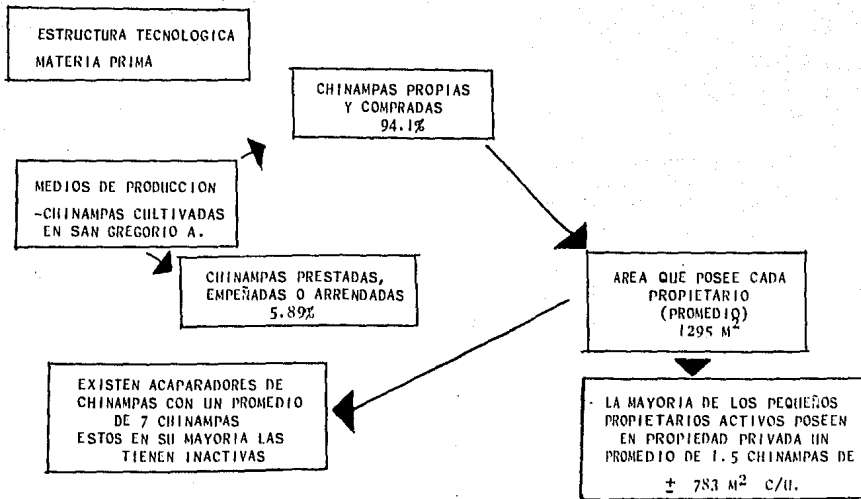 ESTRUCTURA TECNOLOGICA
MATERIA PRIMA
CHINAMPAS PROPIAS
Y COMPRADAS
94.1%
MEDIOS DE PRODUCCION
-CHINAMPAS CULTIVADAS
EN SAN GREGORIO A.
CHINAMPAS PRESTADAS,
EMPEÑADAS O ARRENDADAS
5.89%
AREA QUE POSEE CADA
PROPIETARIO
(PROMEDIO)
1295 M²
EXISTEN ACAPARADORES DE
CHINAMPAS CON UN PROMEDIO
DE 7 CHINAMPAS
ESTOS EN SU MAYORIA LAS
TIENEN INACTIVAS
LA MAYORIA DE LOS PEQUEÑOS
PROPIETARIOS ACTIVOS POSEEN
EN PROPIEDAD PRIVADA UN
PROMEDIO DE 1.5 CHINAMPAS DE
± 783 M² C/U.